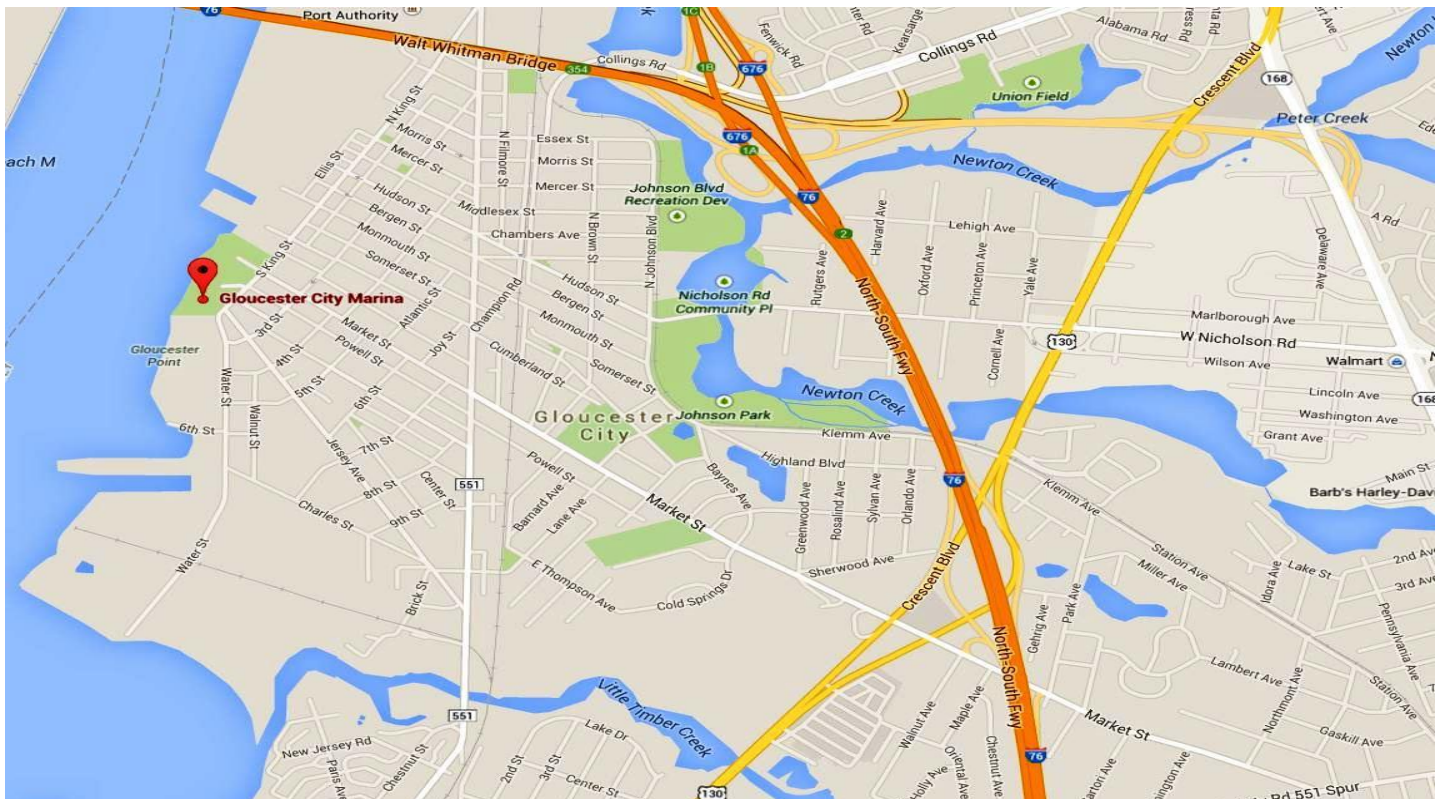 76
Port Authority
Walt Whitman Bridge
354
Collings Rd
1C
1B
676
Fenwick Rd
Kearsarge
Collings Rd
Alabama Rd
Crescent Blvd
168
Union Field
Peter Creek
Newton Creek
each M
N King St
Morris St
Mercer St
Ellis St
N Filmore St
Essex St
Morris St
Mercer St
Middlesex St
Chambers Ave
N Brown St
N Johnson Blvd
Johnson Blvd
Recreation Dev
676
1A
76
2
Harvard Ave
Lehigh Ave
A Rd
Delaware Ave
Hudson St
Bergen St
Monmouth St
Somerset St
S King St
Gloucester City Marina
Atlantic St
Champion Rd
Hudson St
Bergen St
Monmouth St
Somerset St
Nicholson Rd
Community Pl
Rutgers Ave
Oxford Ave
Princeton Ave
Yale Ave
North-South Fwy
Marlborough Ave
W Nicholson Rd
130
Wilson Ave
Walmart
Cornell Ave
Lincoln Ave
168
Washington Ave
Grant Ave
Gloucester
Point
3rd St
4th St
5th St
6th St
7th St
8th St
9th St
Market St
Powell St
Joy St
Cumberland St
Water St
Walnut St
6th St
Jersey Ave
Center St
Charles St
Gloucester
City
Johnson Park
Newton Creek
Klemm Ave
Highland Blvd
Baynes Ave
Greenwood Ave
Rosalind Ave
Sylvan Ave
Orlando Ave
76
Klemm Ave
Main St
Barb's Harley-Dav
551
Powell St
Barnard Ave
Lane Ave
Market St
Water St
Brick St
E Thompson Ave
Cold Springs Dr
Sherwood Ave
Crescent Blvd
Station Ave
Miller Ave
Idora Ave
Lake St
2nd Ave
3rd Ave
Pennsylvania Ave
Gehrig Ave
Park Ave
North-South Fwy
Lambert Ave
Northmont Ave
Station Ave
Gaskill Ave
Market St
551
Little Timber Creek
New Jersey Rd
Paris Ave
Chestnut St
2nd St
3rd St
Lake Dr
Center St
130
Walnut Ave
Maple Ave
Holly Ave
Oriental Ave
Chestnut Ave
76
Barton Ave
Rd 551 Spur